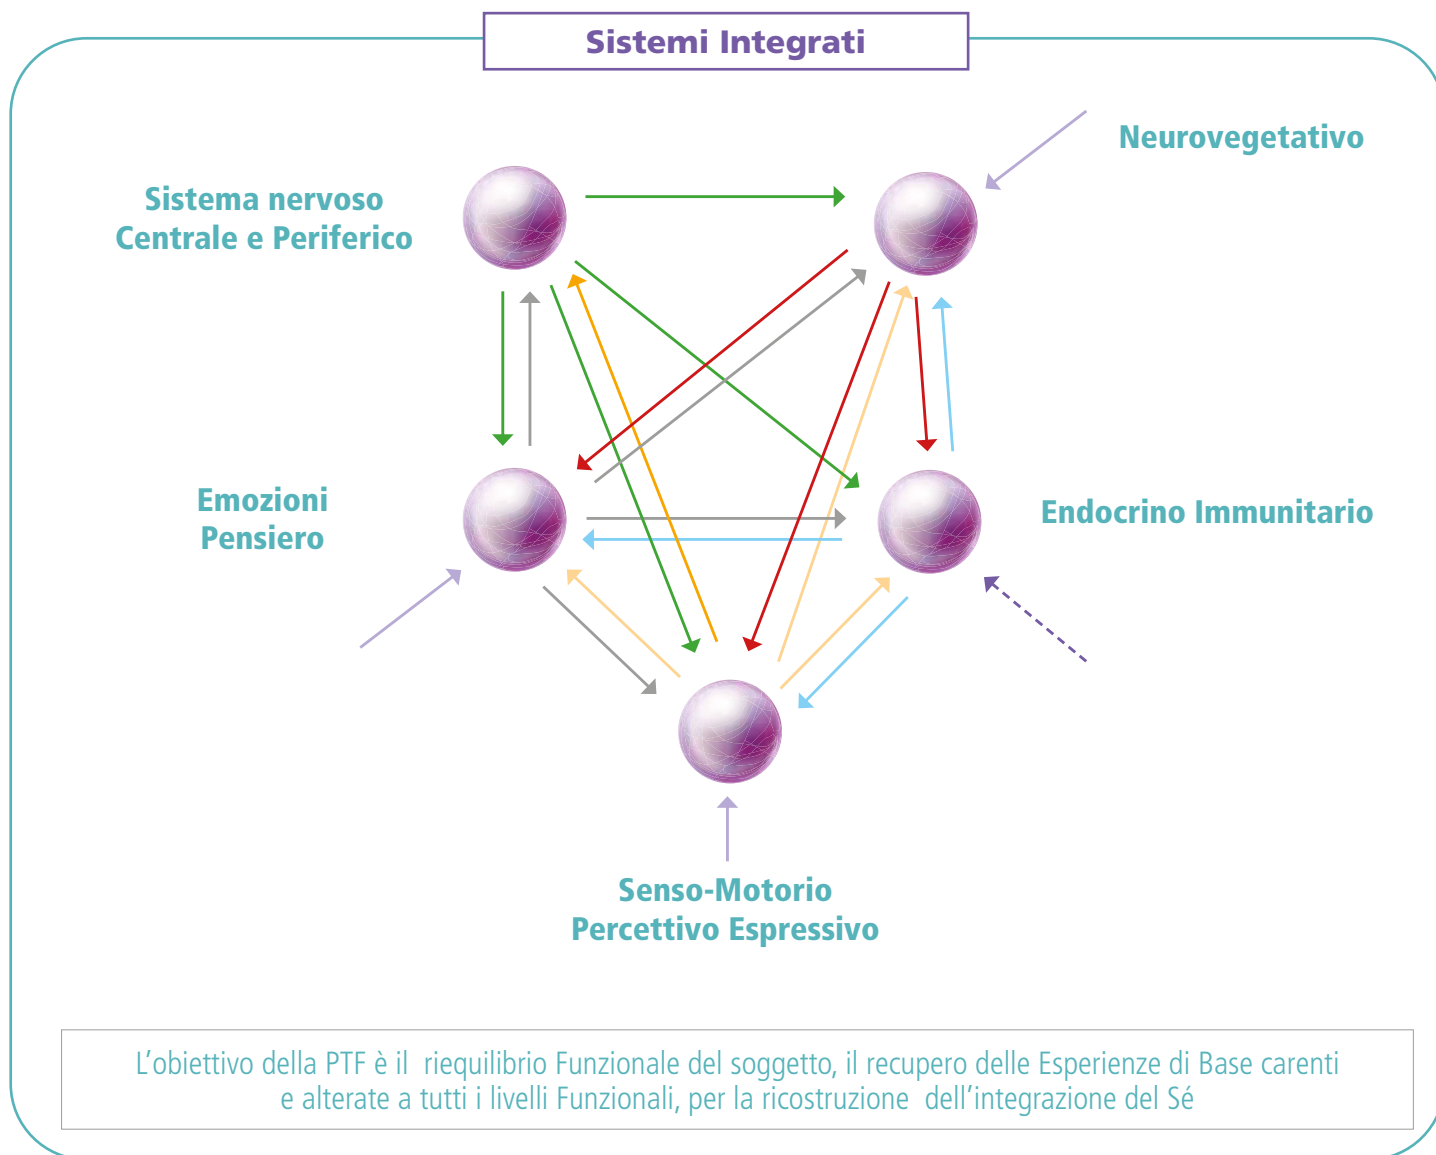 Sistemi Integrati
Neurovegetativo
Sistema nervoso
Centrale e Periferico
Emozioni
Pensiero
Endocrino Immunitario
Senso-Motorio
Percettivo Espressivo
L'obiettivo della PTF è il riequilibrio Funzionale del soggetto, il recupero delle Esperienze di Base carenti
e alterate a tutti i livelli Funzionali, per la ricostruzione dell'integrazione del Sé